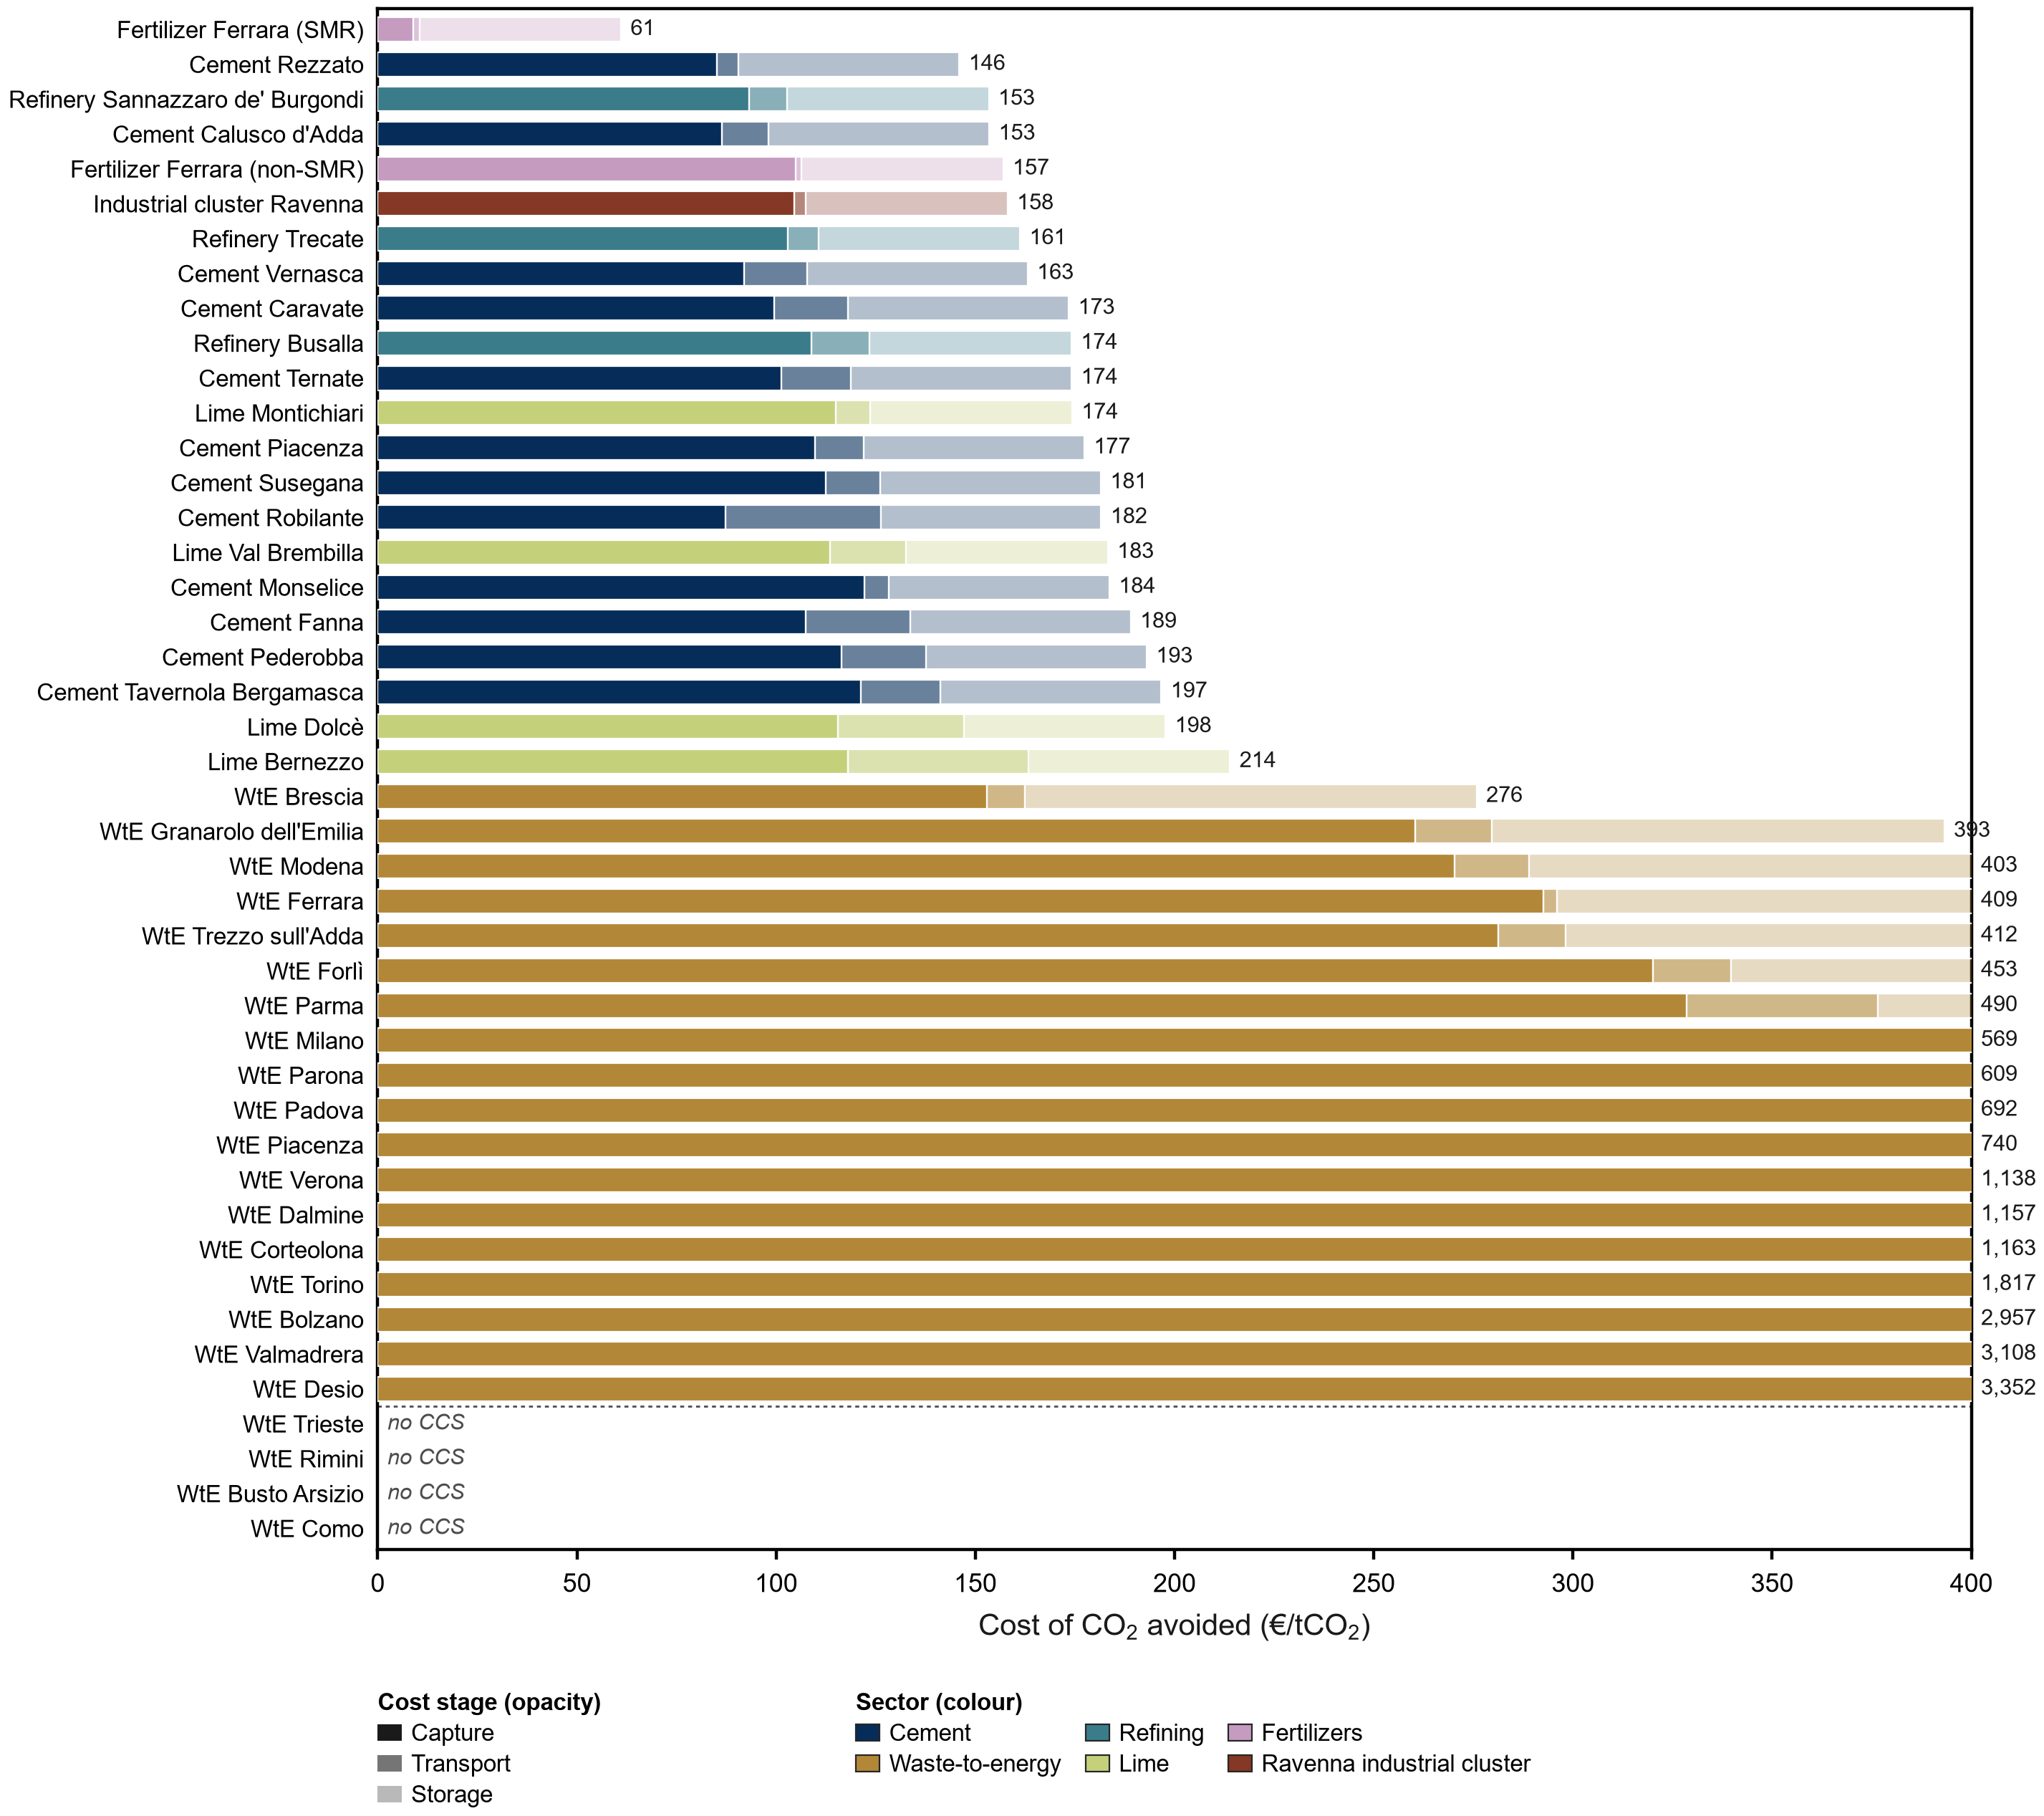 Fertilizer Ferrara (SMR) 61
Cement Rezzato 146
Refinery Sannazzaro de' Burgondi 153
Cement Calusco d'Adda 153
Fertilizer Ferrara (non-SMR) 157
Industrial cluster Ravenna 158
Refinery Trecate 161
Cement Vernasca 163
Cement Caravate 173
Refinery Busalla 174
Cement Ternate 174
Lime Montichiari 174
Cement Piacenza 177
Cement Susegana 181
Cement Robilante 182
Lime Val Brembilla 183
Cement Monselice 184
Cement Fanna 189
Cement Pederobba 193
Cement Tavernola Bergamasca 197
Lime Dolcè 198
Lime Bernezzo 214
WtE Brescia 276
WtE Granarolo dell'Emilia 393
WtE Modena 403
WtE Ferrara 409
WtE Trezzo sull'Adda 412
WtE Forlì 453
WtE Parma 490
WtE Milano 569
WtE Parona 609
WtE Padova 692
WtE Piacenza 740
WtE Verona 1,138
WtE Dalmine 1,157
WtE Corteolona 1,163
WtE Torino 1,817
WtE Bolzano 2,957
WtE Valmadrera 3,108
WtE Desio 3,352
WtE Trieste no CCS
WtE Rimini no CCS
WtE Busto Arsizio no CCS
WtE Como no CCS
0 50 100 150 200 250 300 350 400
Cost of CO₂ avoided (€/tCO₂)
Cost stage (opacity)
Capture
Transport
Storage
Sector (colour)
Cement Refining Fertilizers
Waste-to-energy Lime Ravenna industrial cluster